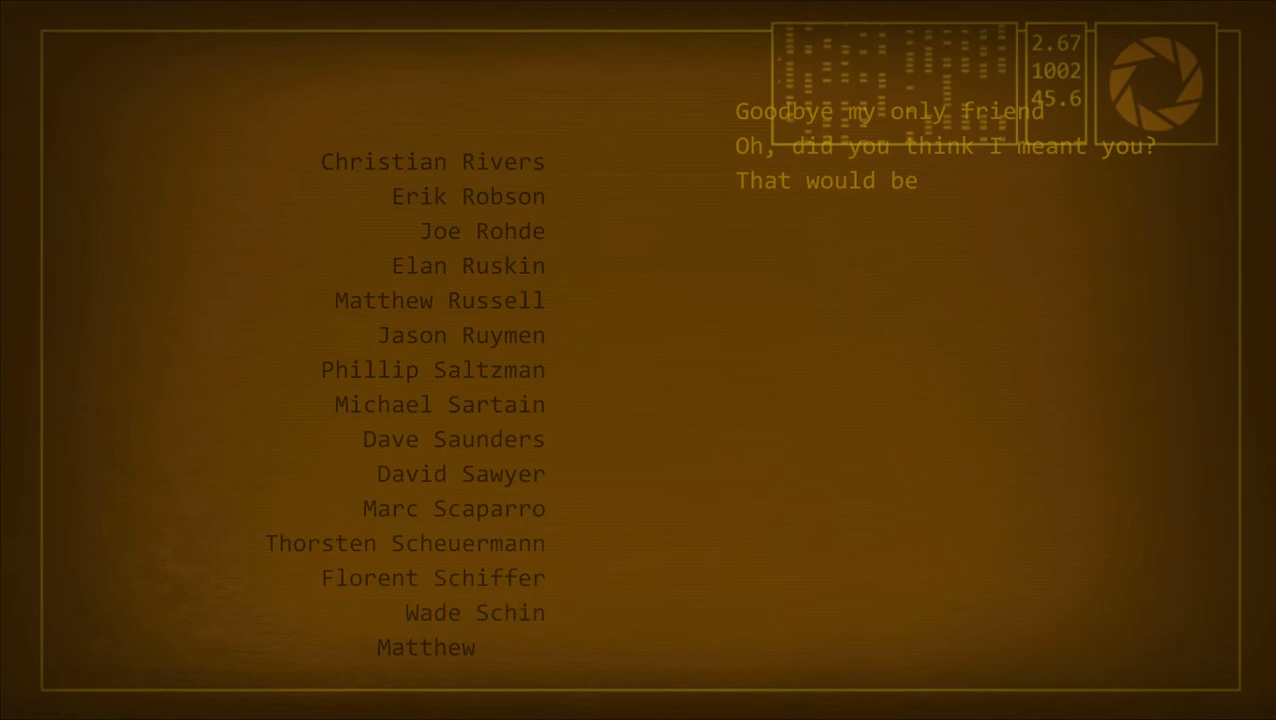 2.67
1002
45.6
Goodbye my only friend
Oh, did you think I meant you?
That would be
Christian Rivers
Erik Robson
Joe Rohde
Elan Ruskin
Matthew Russell
Jason Ruymen
Phillip Saltzman
Michael Sartain
Dave Saunders
David Sawyer
Marc Scaparro
Thorsten Scheuermann
Florent Schiffer
Wade Schin
Matthew